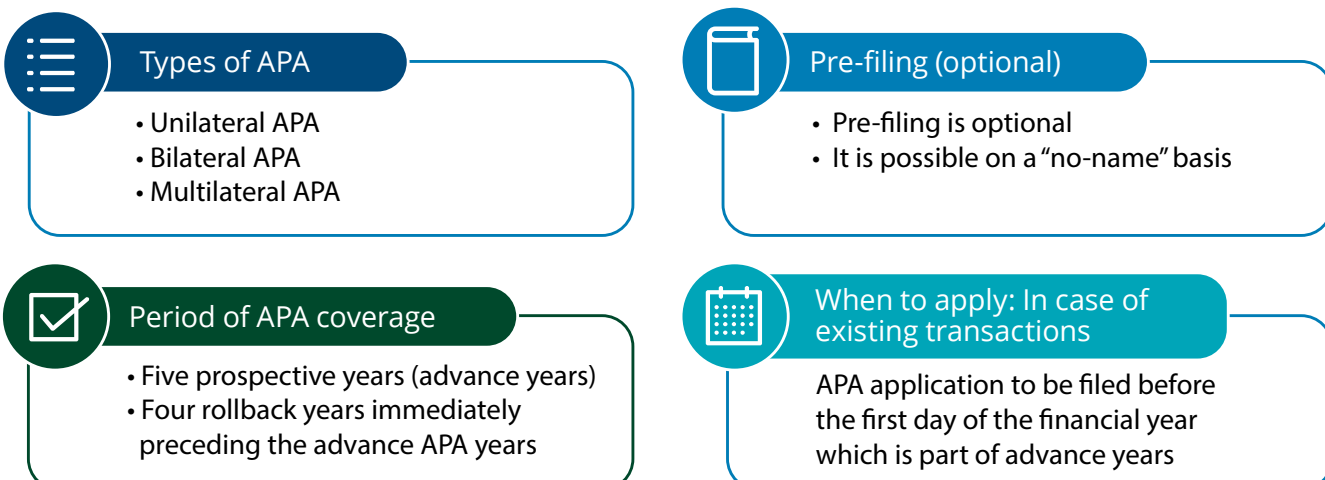 Types of APA
• Unilateral APA
• Bilateral APA
• Multilateral APA
Pre-filing (optional)
• Pre-filing is optional
• It is possible on a “no-name” basis
Period of APA coverage
• Five prospective years (advance years)
• Four rollback years immediately
preceding the advance APA years
When to apply: In case of
existing transactions
APA application to be filed before
the first day of the financial year
which is part of advance years